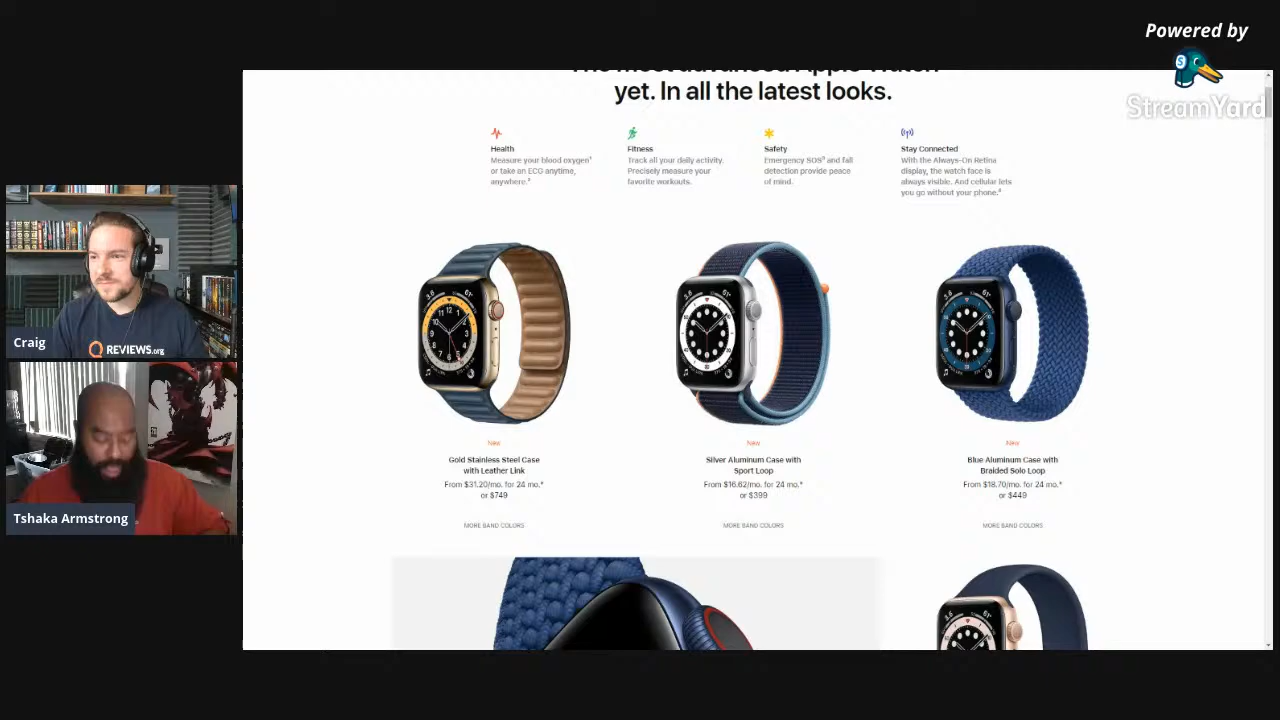 Powered by
StreamYard
yet. In all the latest looks.
Health
Measure your blood oxygen¹
or take an ECG anytime,
anywhere.²
Fitness
Track all your daily activity.
Precisely measure your
favorite workouts.
Safety
Emergency SOS³ and fall
detection provide peace
of mind.
Stay Connected
With the Always-On Retina
display, the watch face is
always visible. And cellular lets
you go without your phone.⁴
New
Gold Stainless Steel Case
with Leather Link
From $31.20/mo. for 24 mo.*
or $749
MORE BAND COLORS
New
Silver Aluminum Case with
Sport Loop
From $16.62/mo. for 24 mo.*
or $399
MORE BAND COLORS
New
Blue Aluminum Case with
Braided Solo Loop
From $18.70/mo. for 24 mo.*
or $449
MORE BAND COLORS
Craig
REVIEWS.org
Tshaka Armstrong